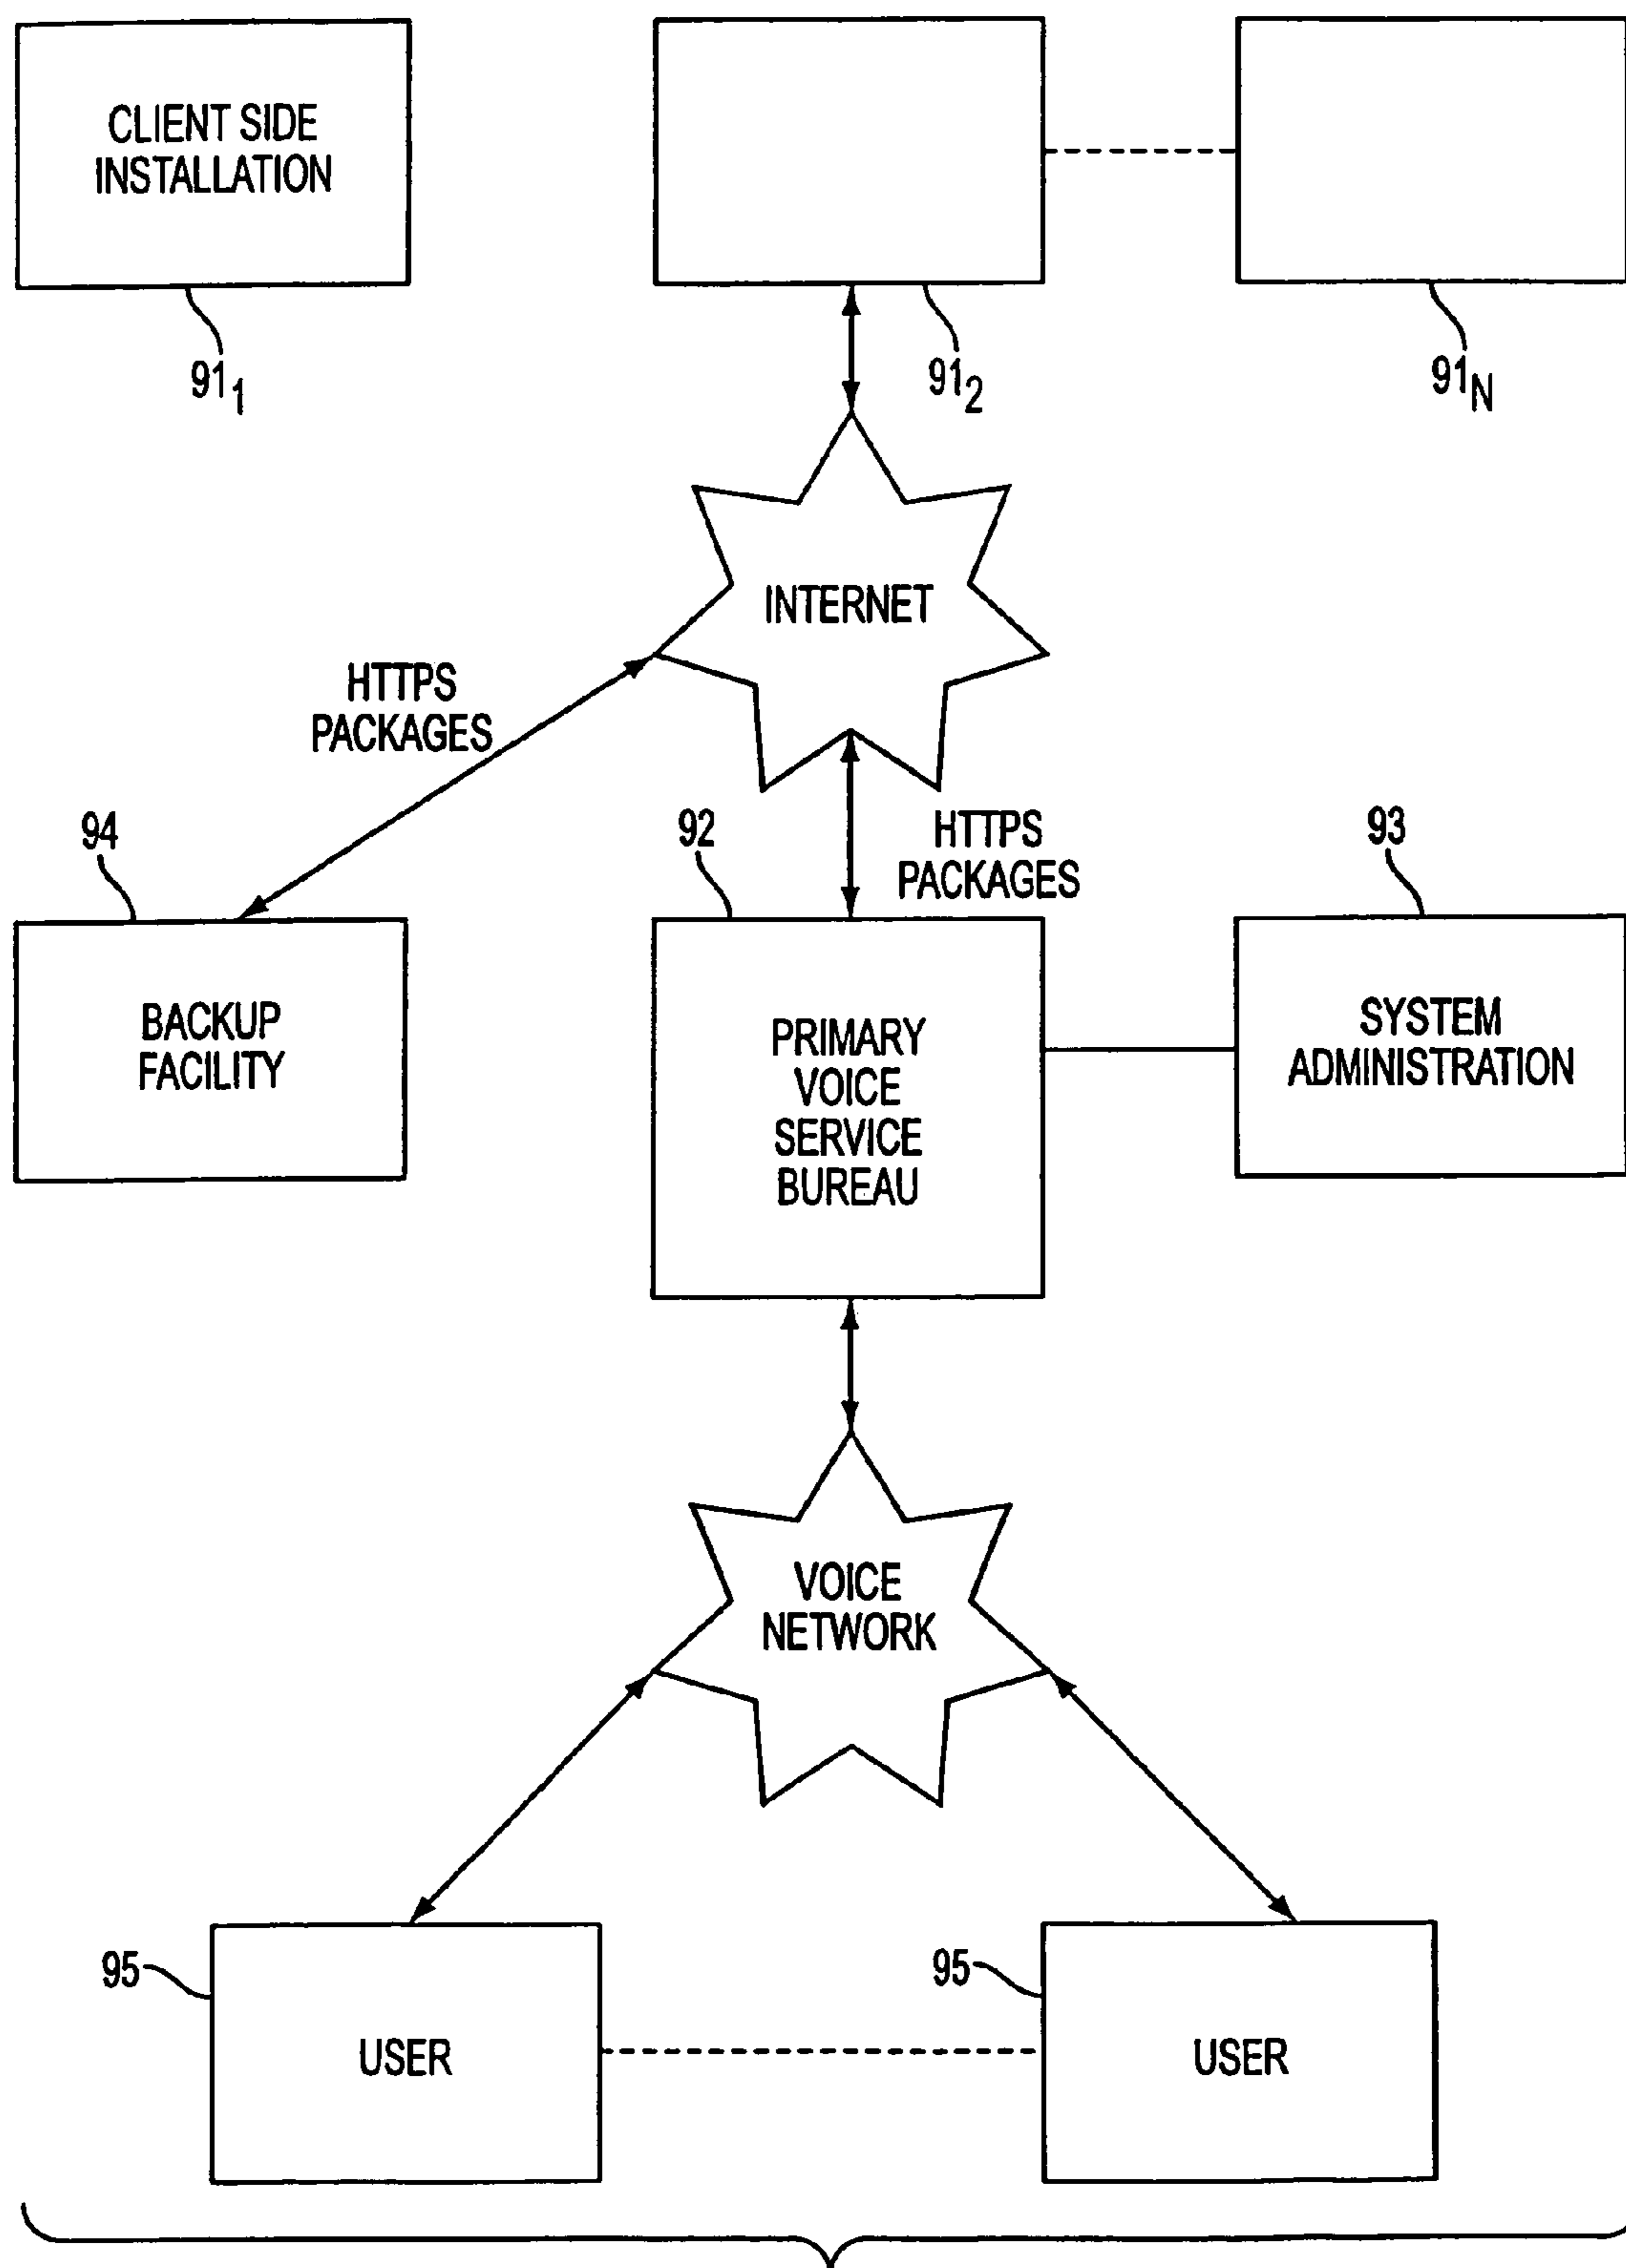 CLIENT SIDE
INSTALLATION
91₁
91₂
91N
INTERNET
HTTPS
PACKAGES
HTTPS
PACKAGES
94
92
93
BACKUP
FACILITY
PRIMARY
VOICE
SERVICE
BUREAU
SYSTEM
ADMINISTRATION
VOICE
NETWORK
95
USER
95
USER